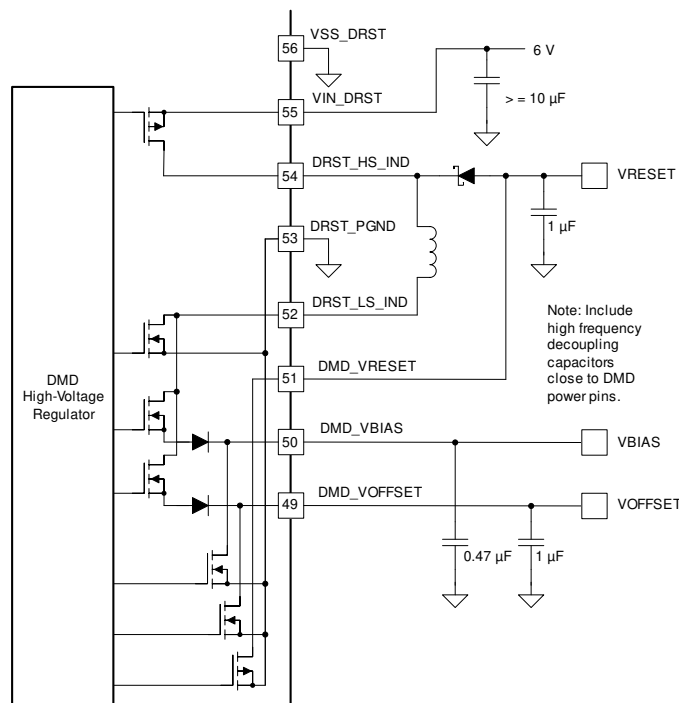 VSS_DRST
56
6 V
VIN_DRST
55
> = 10 µF
DRST_HS_IND
54
VRESET
DRST_PGND
53
1 µF
DRST_LS_IND
52
Note: Include
high frequency
decoupling
capacitors
close to DMD
power pins.
DMD
High-Voltage
Regulator
DMD_VRESET
51
DMD_VBIAS
50
VBIAS
DMD_VOFFSET
49
VOFFSET
0.47 µF
1 µF